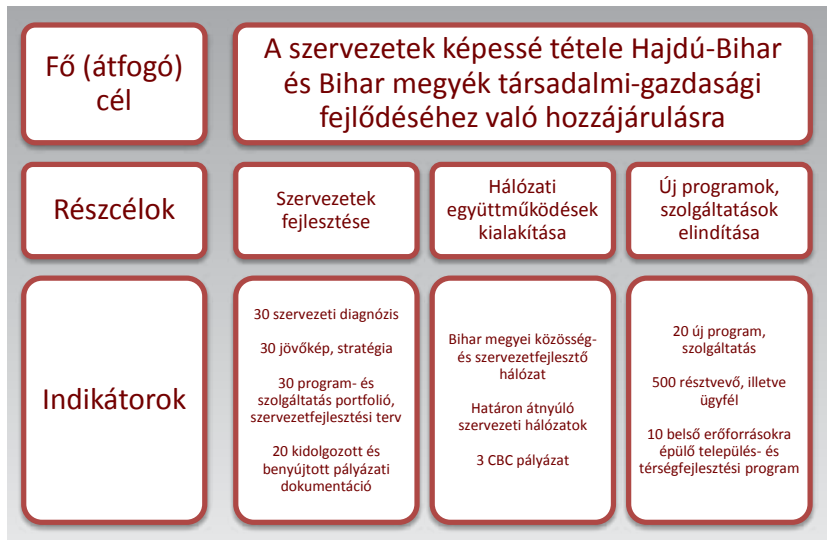 Fő (átfogó)
cél
A szervezetek képessé tétele Hajdú-Bihar
és Bihar megyék társadalmi-gazdasági
fejlődéséhez való hozzájárulásra
Részcélok
Szervezetek
fejlesztése
Hálózati
együttműködések
kialakítása
Új programok,
szolgáltatások
elindítása
Indikátorok
30 szervezeti diagnózis
30 jövőkép, stratégia
30 program- és
szolgáltatás portfolió,
szervezetfejlesztési terv
20 kidolgozott és
benyújtott pályázati
dokumentáció
Bihar megyei közösség-
és szervezetfejlesztő
hálózat
Határon átnyúló
szervezeti hálózatok
3 CBC pályázat
20 új program,
szolgáltatás
500 résztvevő, illetve
ügyfél
10 belső erőforrásokra
épülő település- és
térségfejlesztési program